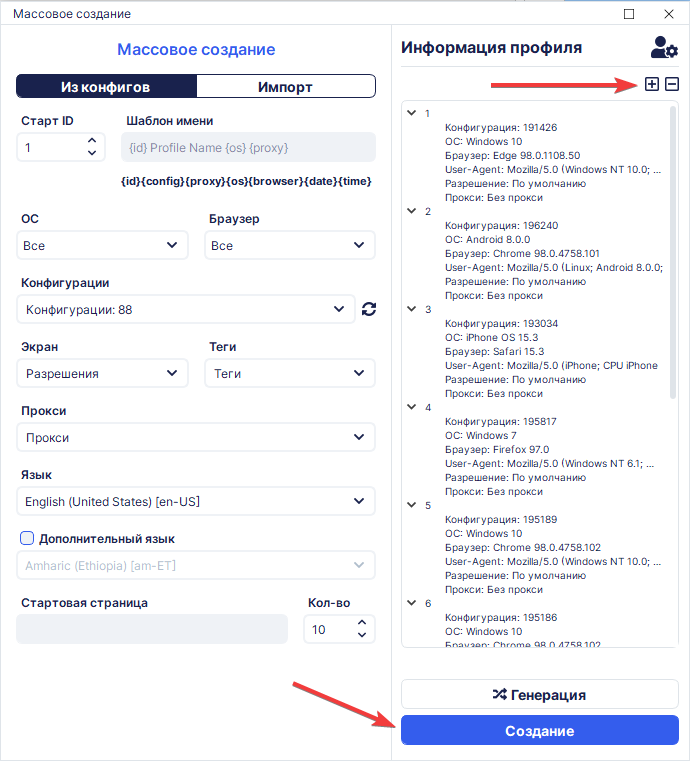 Массовое создание
Массовое создание
Из конфигов
Импорт
Старт ID
Шаблон имени
1
{id} Profile Name {os} {proxy}
{id}{config}{proxy}{os}{browser}{date}{time}
ОС
Браузер
Все
Все
Конфигурации
Конфигурации: 88
Экран
Теги
Разрешения
Теги
Прокси
Прокси
Язык
English (United States) [en-US]
Дополнительный язык
Amharic (Ethiopia) [am-ET]
Стартовая страница
Кол-во
10
Информация профиля
1
Конфигурация: 191426
ОС: Windows 10
Браузер: Edge 98.0.1108.50
User-Agent: Mozilla/5.0 (Windows NT 10.0; ...
Разрешение: По умолчанию
Прокси: Без прокси
2
Конфигурация: 196240
ОС: Android 8.0.0
Браузер: Chrome 98.0.4758.101
User-Agent: Mozilla/5.0 (Linux; Android 8.0.0;
Разрешение: По умолчанию
Прокси: Без прокси
3
Конфигурация: 193034
ОС: iPhone OS 15.3
Браузер: Safari 15.3
User-Agent: Mozilla/5.0 (iPhone; CPU iPhone
Разрешение: По умолчанию
Прокси: Без прокси
4
Конфигурация: 195817
ОС: Windows 7
Браузер: Firefox 97.0
User-Agent: Mozilla/5.0 (Windows NT 6.1; ...
Разрешение: По умолчанию
Прокси: Без прокси
5
Конфигурация: 195189
ОС: Windows 10
Браузер: Chrome 98.0.4758.102
User-Agent: Mozilla/5.0 (Windows NT 10.0; ...
Разрешение: По умолчанию
Прокси: Без прокси
6
Конфигурация: 195186
ОС: Windows 10
Браузер: Chrome 98.0.4758.102
Генерация
Создание